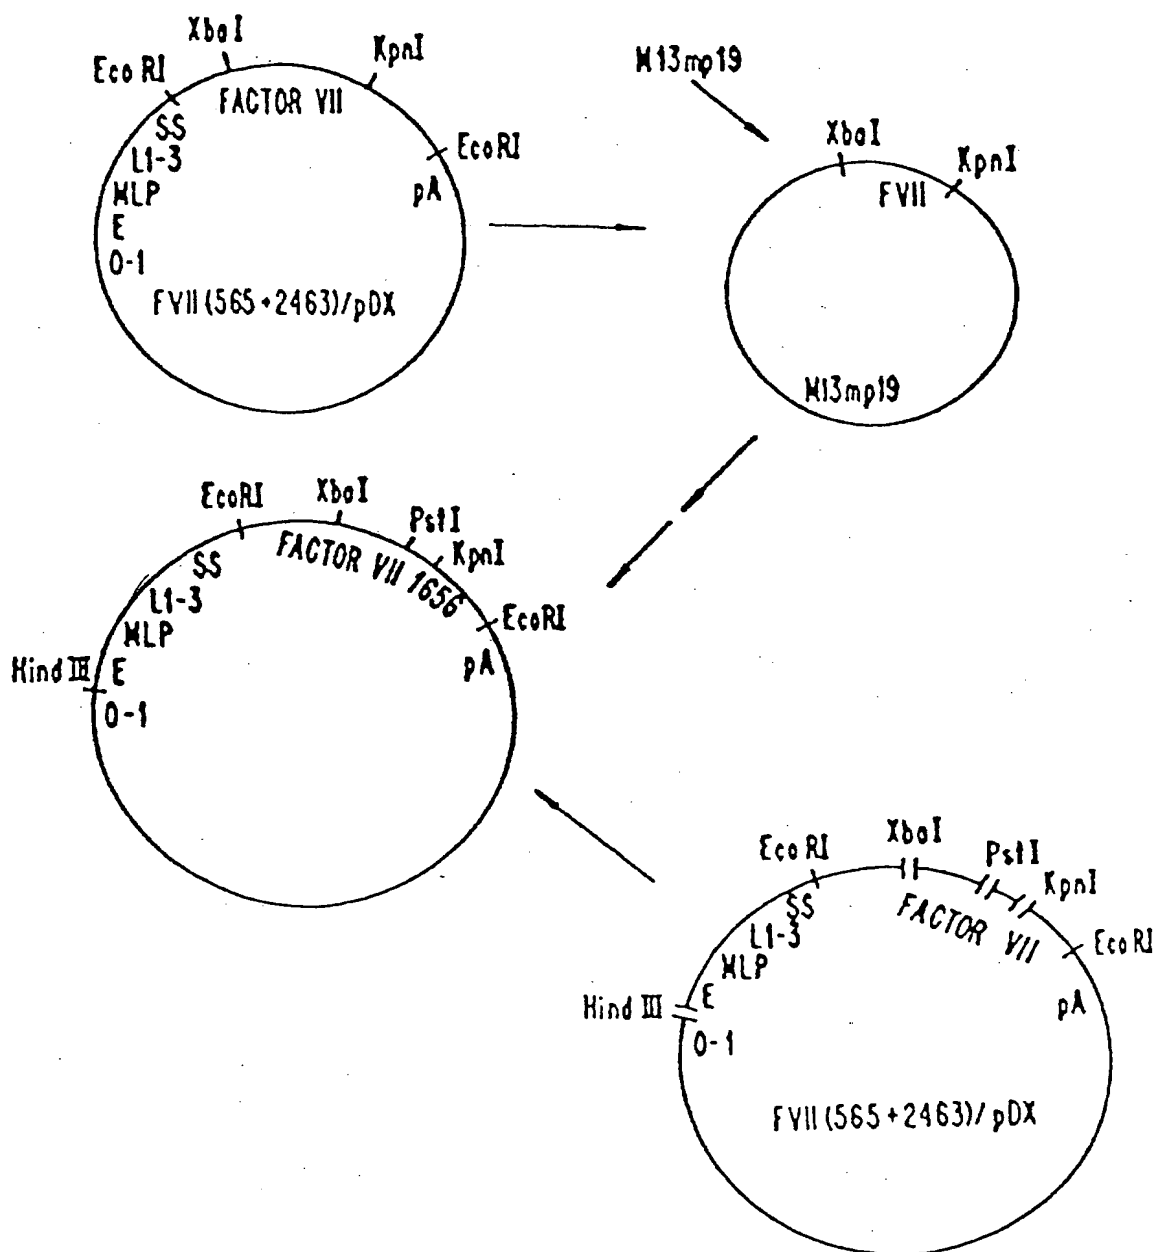 XbaI
KpnI
EcoRI
FACTOR VII
SS
L1-3
EcoRI
MLP
pA
E
0-1
FVII (565+2463)/pDX
M13mp19
XbaI
KpnI
FVII
M13mp19
EcoRI
XbaI
PstI
KpnI
SS
FACTOR VII 1656
L1-3
EcoRI
MLP
pA
Hind III
E
0-1
XbaI
EcoRI
PstI
KpnI
SS
FACTOR VII
L1-3
EcoRI
MLP
E
pA
Hind III
0-1
FVII (565+2463)/pDX